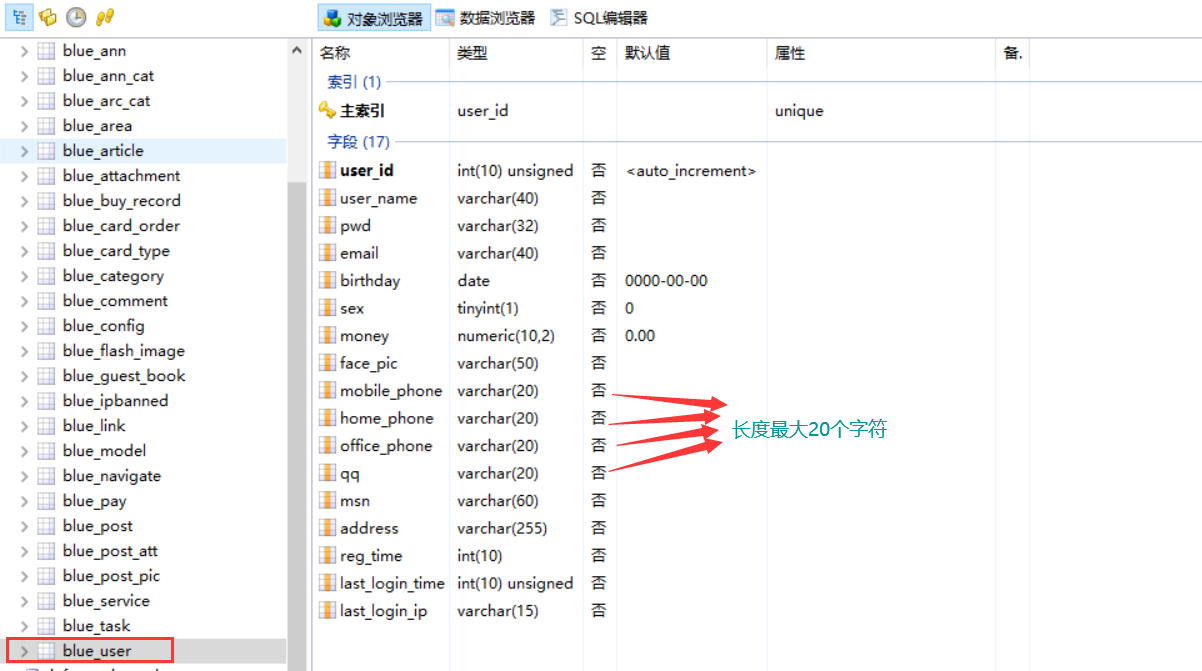 对象浏览器 数据浏览器 SQL编辑器
blue_ann
blue_ann_cat
blue_arc_cat
blue_area
blue_article
blue_attachment
blue_buy_record
blue_card_order
blue_card_type
blue_category
blue_comment
blue_config
blue_flash_image
blue_guest_book
blue_ipbanned
blue_link
blue_model
blue_navigate
blue_pay
blue_post
blue_post_att
blue_post_pic
blue_service
blue_task
blue_user
名称 类型 空 默认值 属性 备.
索引 (1)
主索引 user_id unique
字段 (17)
user_id int(10) unsigned 否 <auto_increment>
user_name varchar(40) 否
pwd varchar(32) 否
email varchar(40) 否
birthday date 否 0000-00-00
sex tinyint(1) 否 0
money numeric(10,2) 否 0.00
face_pic varchar(50) 否
mobile_phone varchar(20) 否
home_phone varchar(20) 否
长度最大20个字符
office_phone varchar(20) 否
qq varchar(20) 否
msn varchar(60) 否
address varchar(255) 否
reg_time int(10) 否
last_login_time int(10) unsigned 否
last_login_ip varchar(15) 否